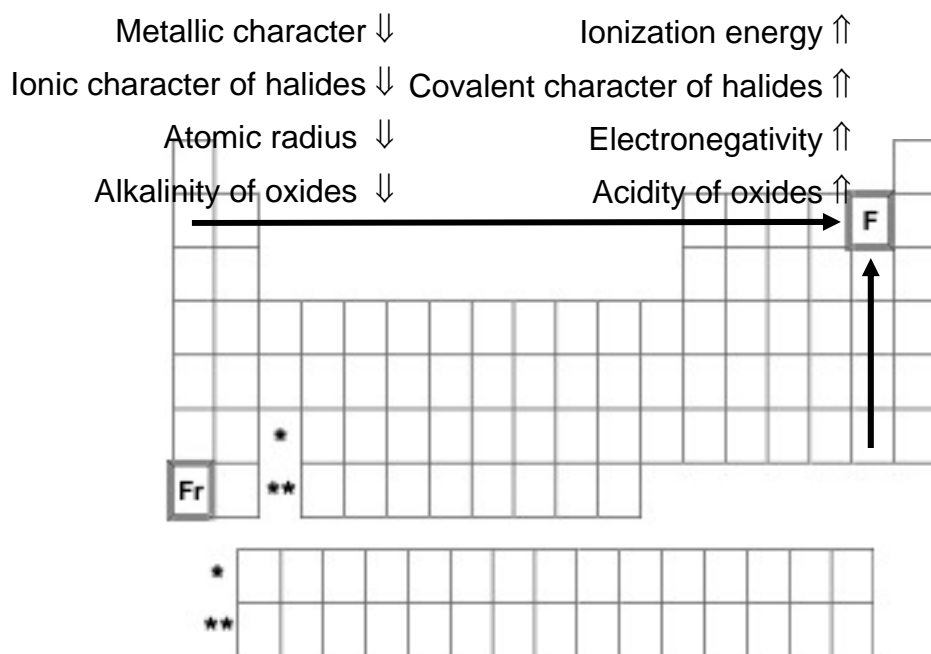 Metallic character ⇓ Ionization energy ⇑
Ionic character of halides ⇓ Covalent character of halides ⇑
Atomic radius ⇓ Electronegativity ⇑
Alkalinity of oxides ⇓ Acidity of oxides ⇑
F
*
Fr **
*
**